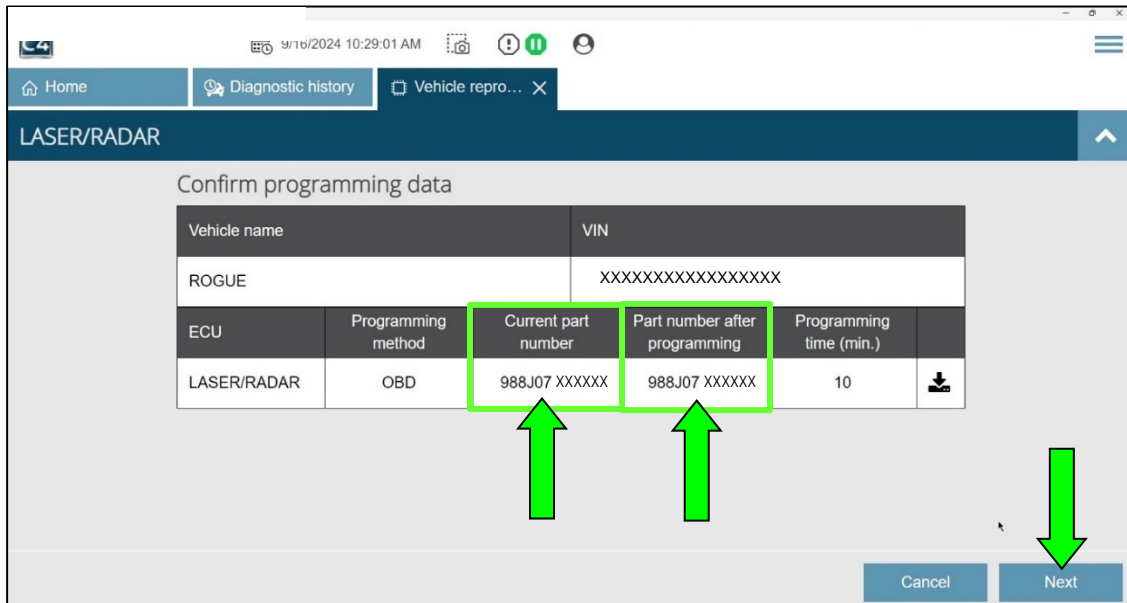 C4
9/16/2024 10:29:01 AM
Home
Diagnostic history
Vehicle repro...
LASER/RADAR
Confirm programming data
Vehicle name VIN
ROGUE XXXXXXXXXXXXXXXXX
ECU Programming method Current part number Part number after programming Programming time (min.)
LASER/RADAR OBD 988J07 XXXXXX 988J07 XXXXXX 10
Cancel Next